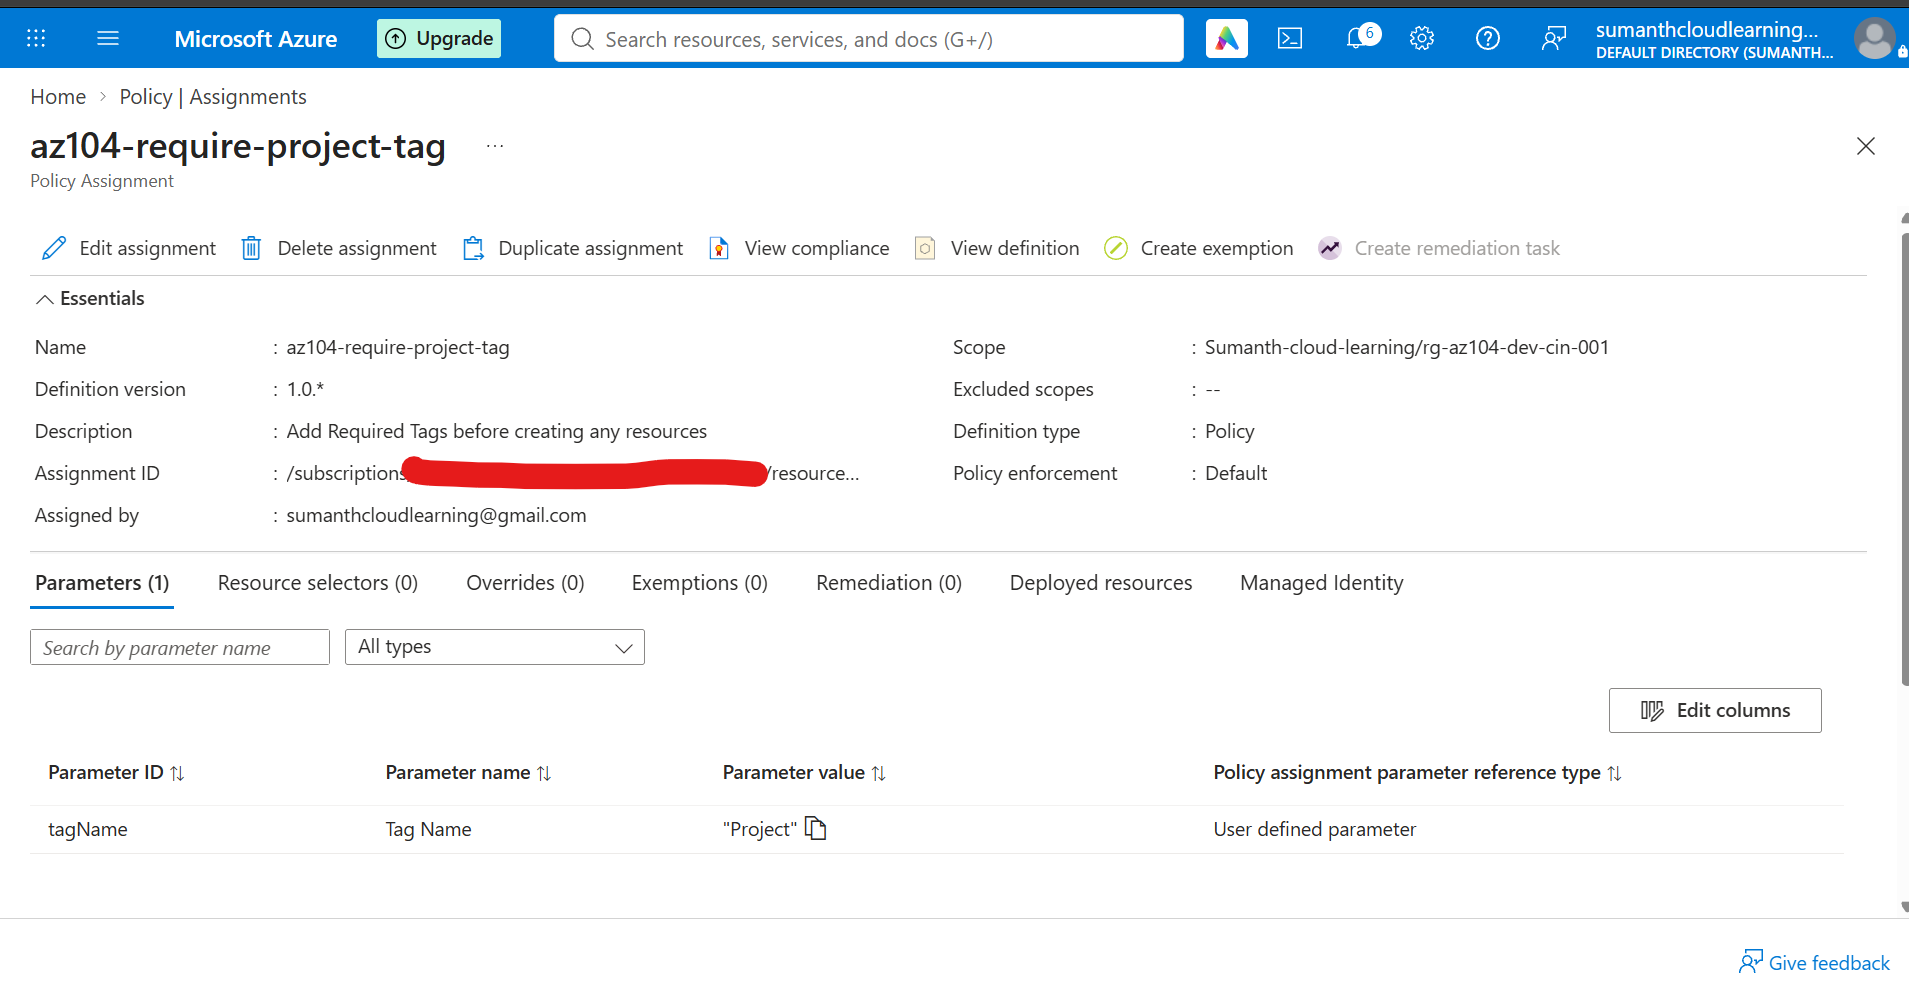 Microsoft Azure
Upgrade
Search resources, services, and docs (G+/)
6
sumanthcloudlearning...
DEFAULT DIRECTORY (SUMANTH...
Home > Policy | Assignments
az104-require-project-tag ...
Policy Assignment
Edit assignment Delete assignment Duplicate assignment View compliance View definition Create exemption Create remediation task
Essentials
Name : az104-require-project-tag
Scope : Sumanth-cloud-learning/rg-az104-dev-cin-001
Definition version : 1.0.*
Excluded scopes : --
Description : Add Required Tags before creating any resources
Definition type : Policy
Assignment ID : /subscriptions /resource...
Policy enforcement : Default
Assigned by : sumanthcloudlearning@gmail.com
Parameters (1) Resource selectors (0) Overrides (0) Exemptions (0) Remediation (0) Deployed resources Managed Identity
Search by parameter name All types
Edit columns
Parameter ID Parameter name Parameter value Policy assignment parameter reference type
tagName Tag Name "Project" User defined parameter
Give feedback